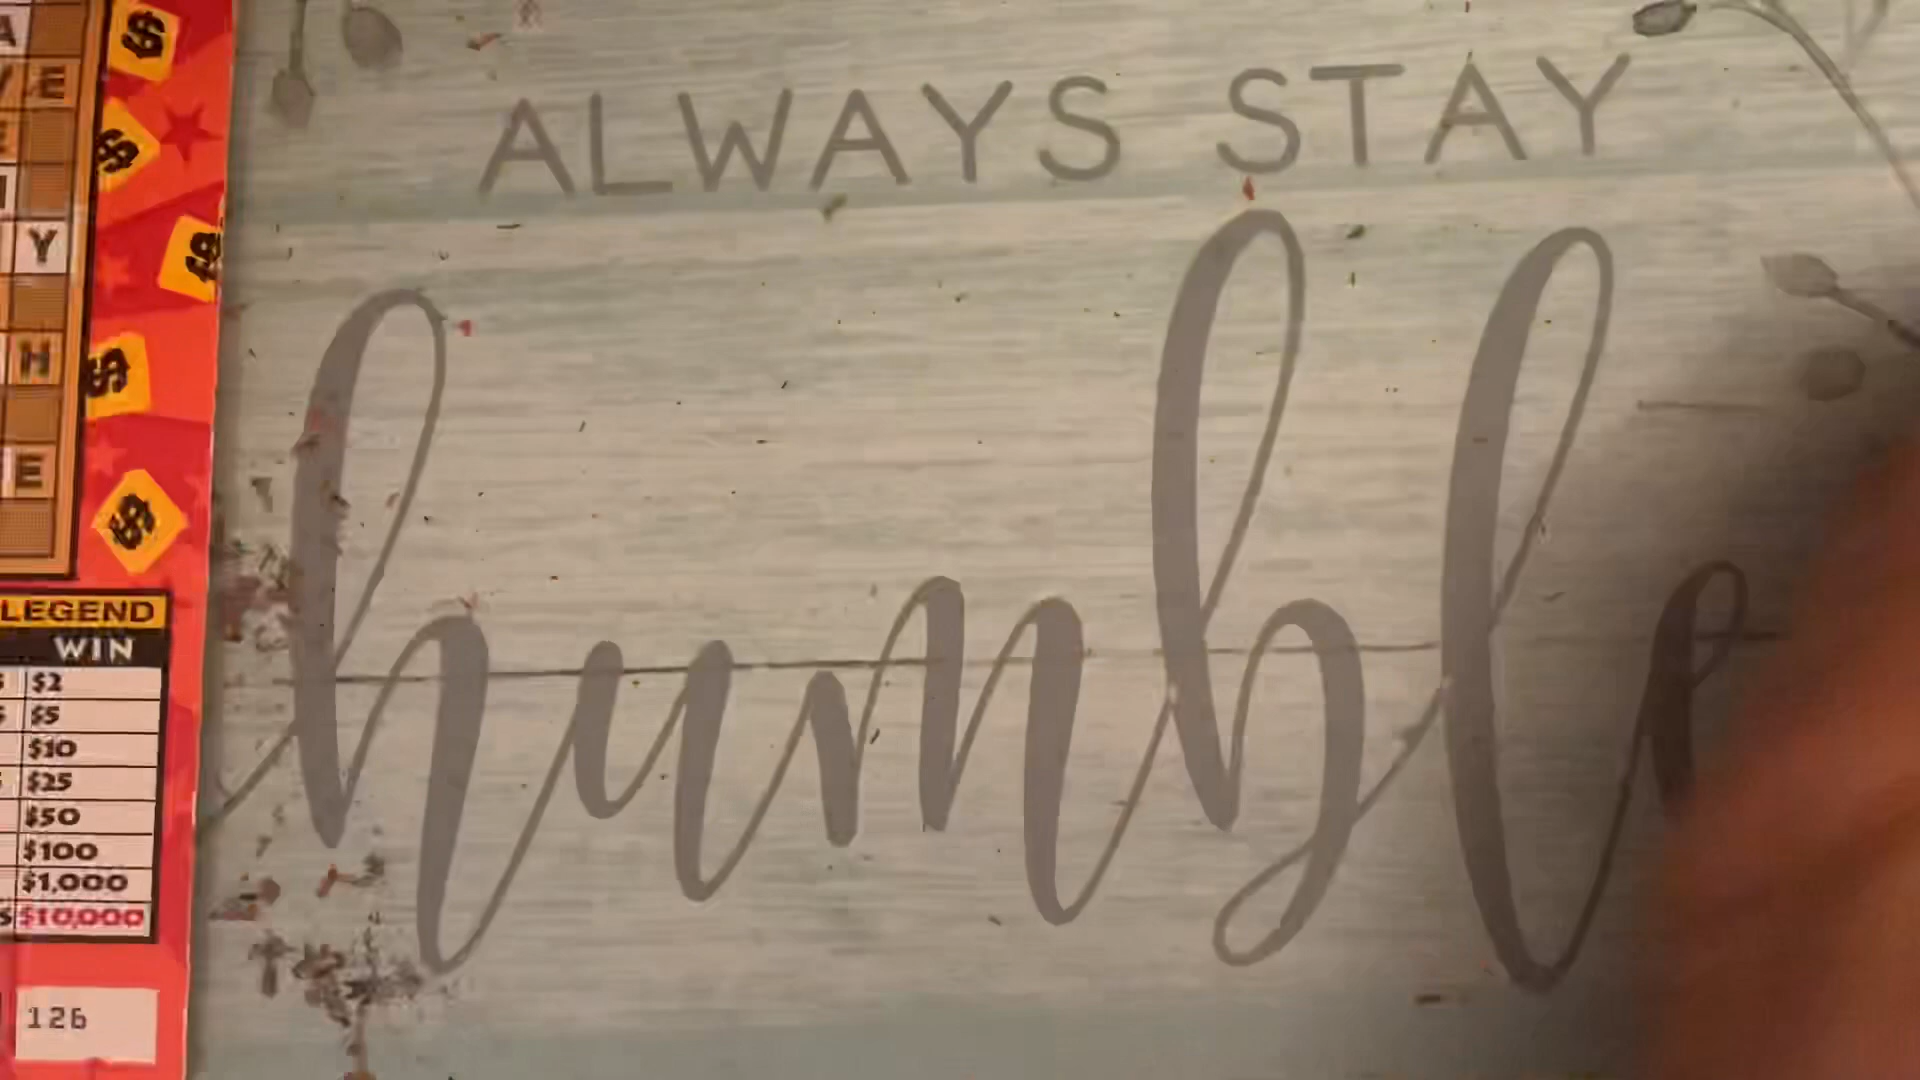 ALWAYS STAY
humble
E
Y
H
E
LEGEND
WIN
$2
$5
$10
$25
$50
$100
$1,000
$10,000
126